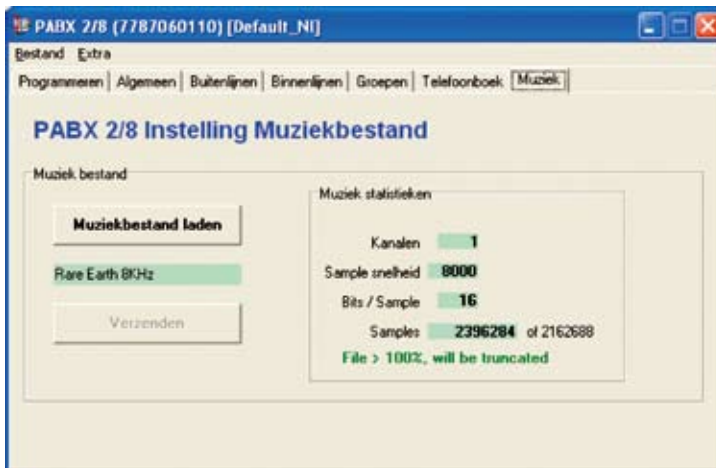 PABX 2/8 (7787060110) [Default_Nl]
Bestand Extra
Programmeren Algemeen Buitenlijnen Binnenlijnen Groepen Telefoonboek Muziek
PABX 2/8 Instelling Muziekbestand
Muziek bestand
Muziek statistieken
Muziekbestand laden
Kanalen 1
Rare Earth 8KHz
Sample snelheid 8000
Bits / Sample 16
Verzenden
Samples 2396284 of 2162688
File > 100%, will be truncated